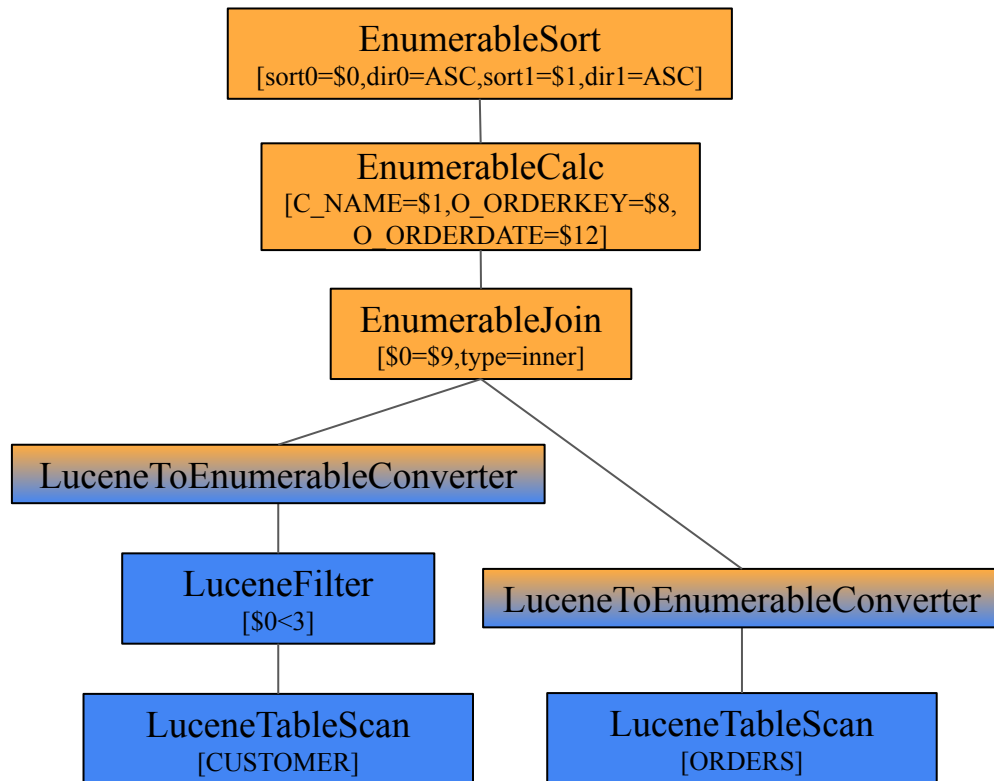 EnumerableSort
[sort0=$0,dir0=ASC,sort1=$1,dir1=ASC]
EnumerableCalc
[C_NAME=$1,O_ORDERKEY=$8,
O_ORDERDATE=$12]
EnumerableJoin
[$0=$9,type=inner]
LuceneToEnumerableConverter
LuceneFilter
[$0<3]
LuceneTableScan
[CUSTOMER]
LuceneToEnumerableConverter
LuceneTableScan
[ORDERS]